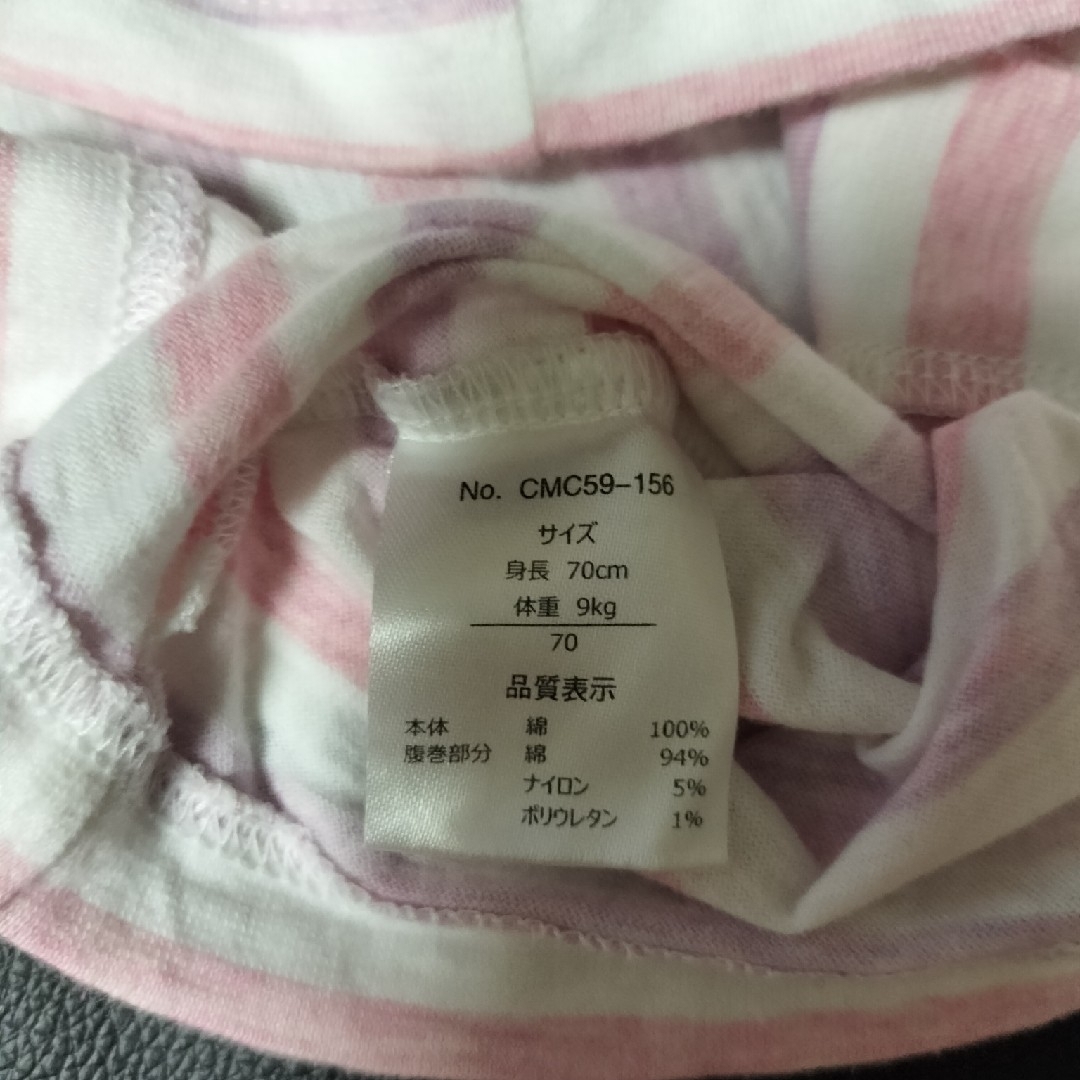 No. CMC59-156
サイズ
身長 70cm
体重 9kg
70
品質表示
本体 綿 100%
腹巻部分 綿 94%
ナイロン 5%
ポリウレタン 1%